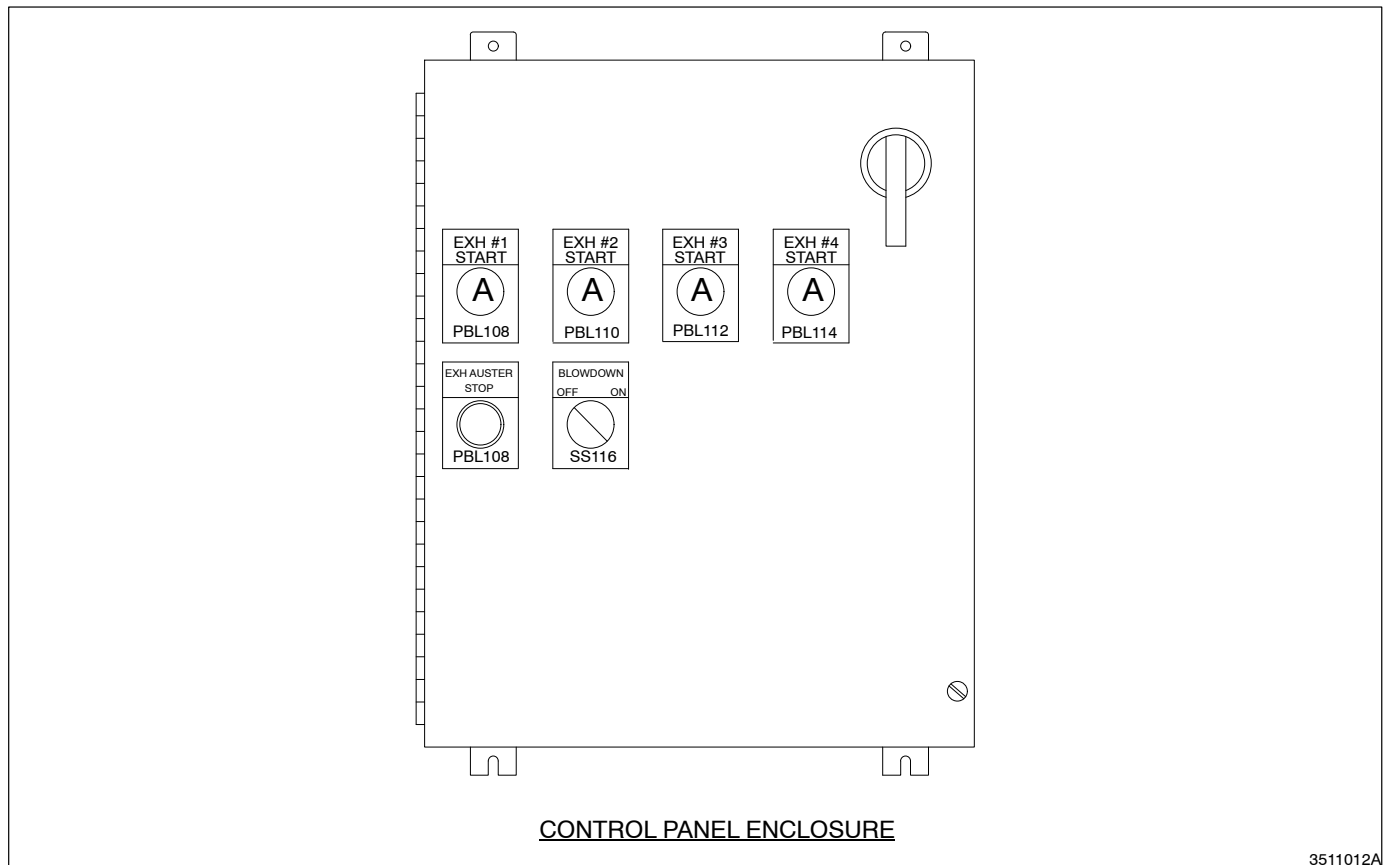 EXH #1
START
A
PBL108
EXH #2
START
A
PBL110
EXH #3
START
A
PBL112
EXH #4
START
A
PBL114
EXH AUSTER
STOP
PBL108
BLOWDOWN
OFF ON
SS116
CONTROL PANEL ENCLOSURE
3511012A